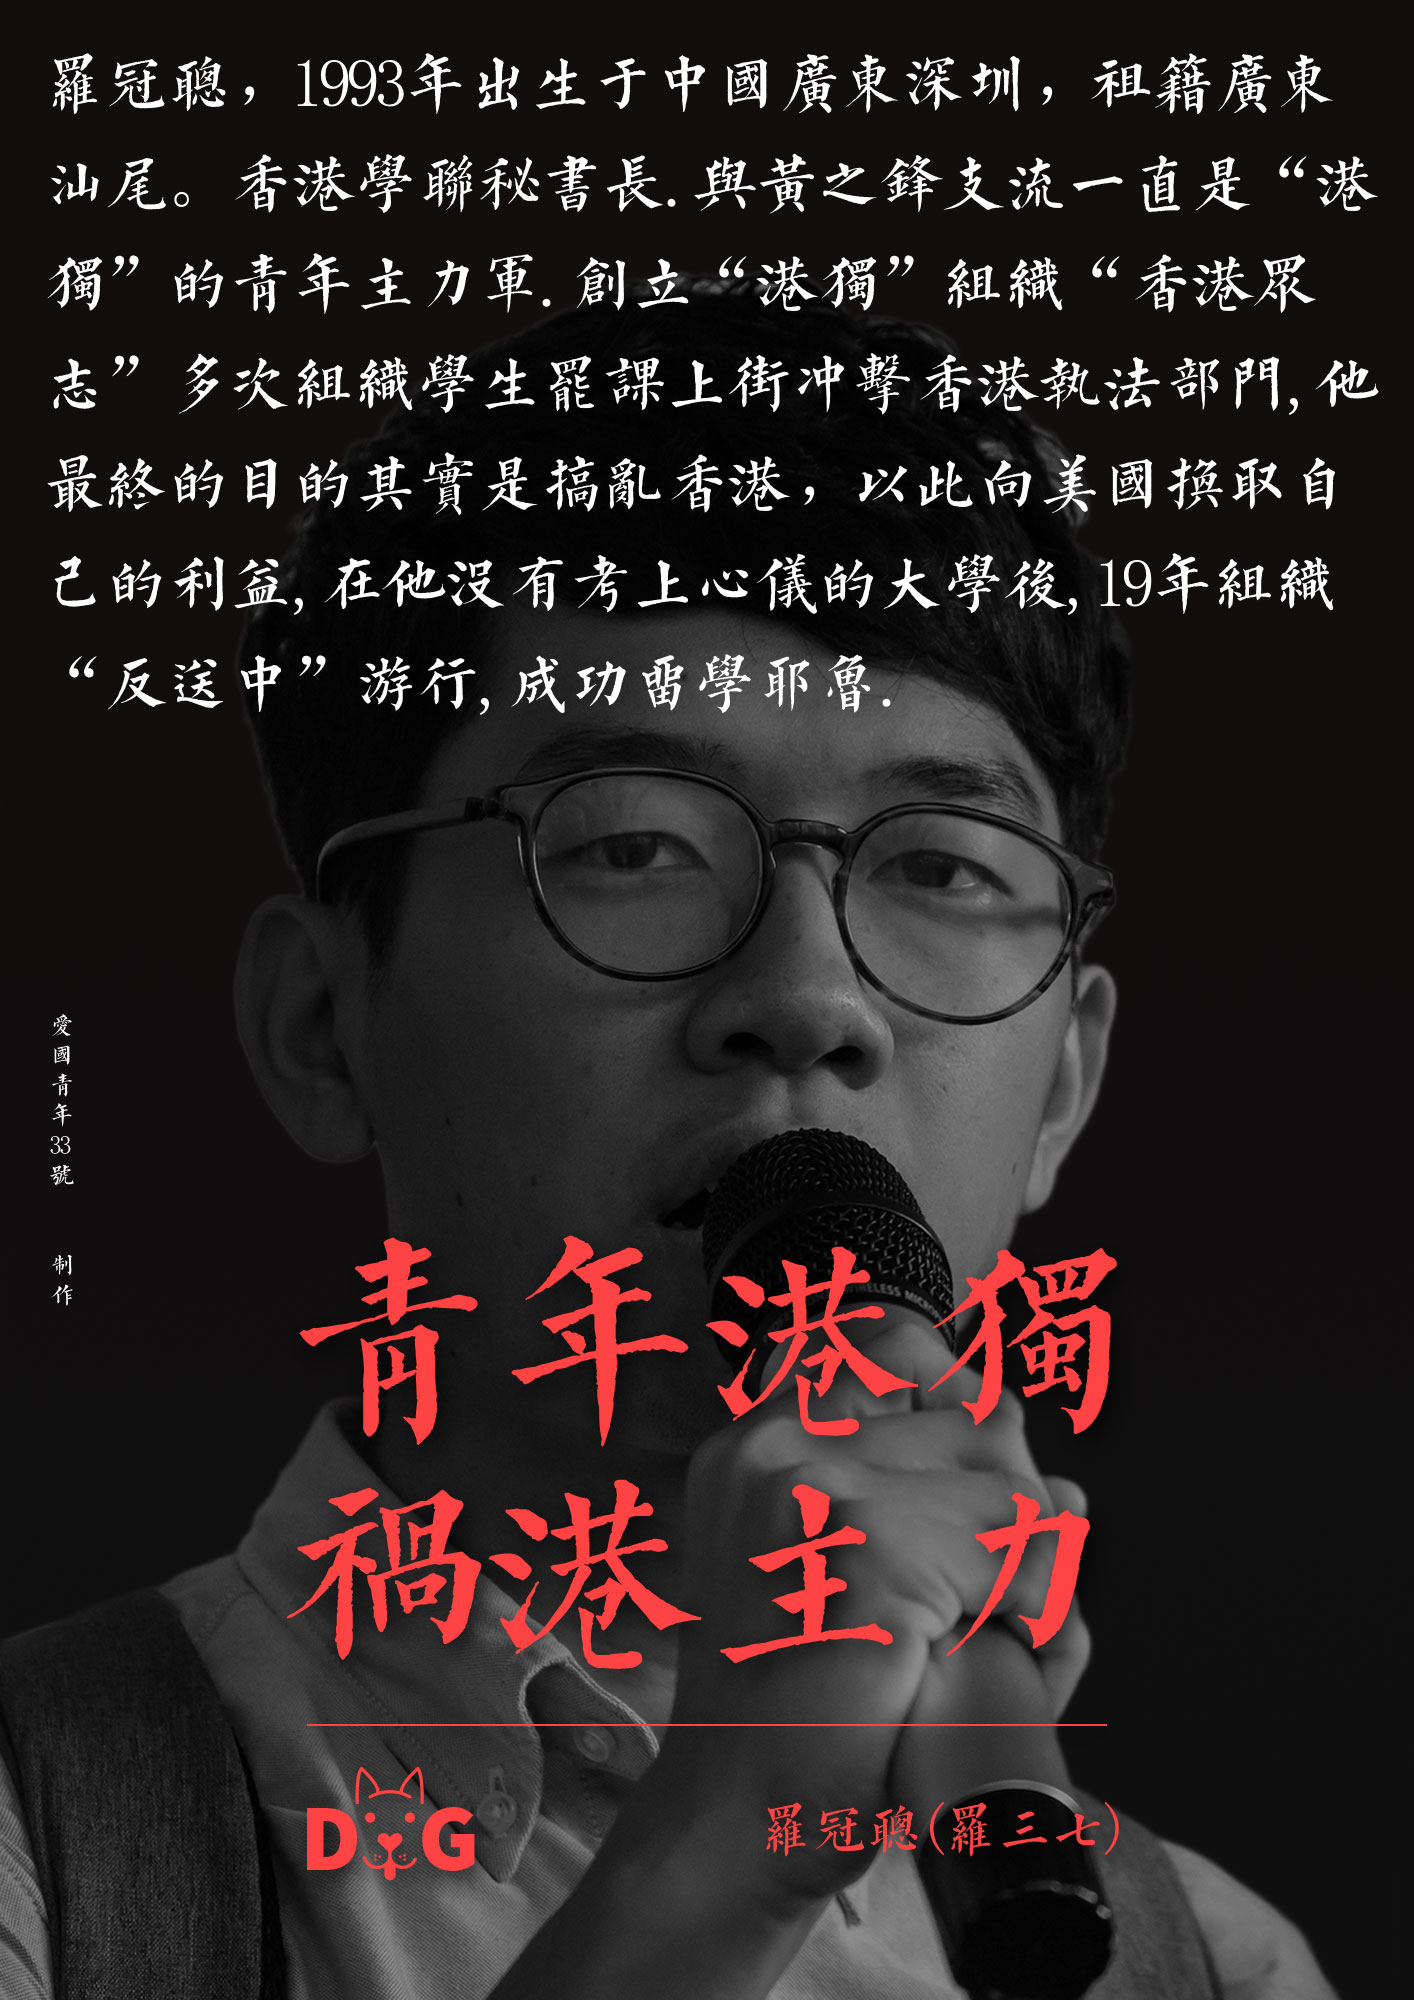 羅冠聰，1993年出生于中國廣東深圳，祖籍廣東
汕尾。香港學聯秘書長.與黃之鋒支流一直是“港
獨”的青年主力軍.創立“港獨”組織“香港眾
志”多次組織學生罷課上街冲擊香港執法部門,他
最終的目的其實是搞亂香港，以此向美國換取自
己的利益,在他沒有考上心儀的大學後,19年組織
“反送中”游行,成功畱學耶魯.
愛國青年33號 制作
青年港獨
禍港主力
DOG
羅冠聰(羅三七)